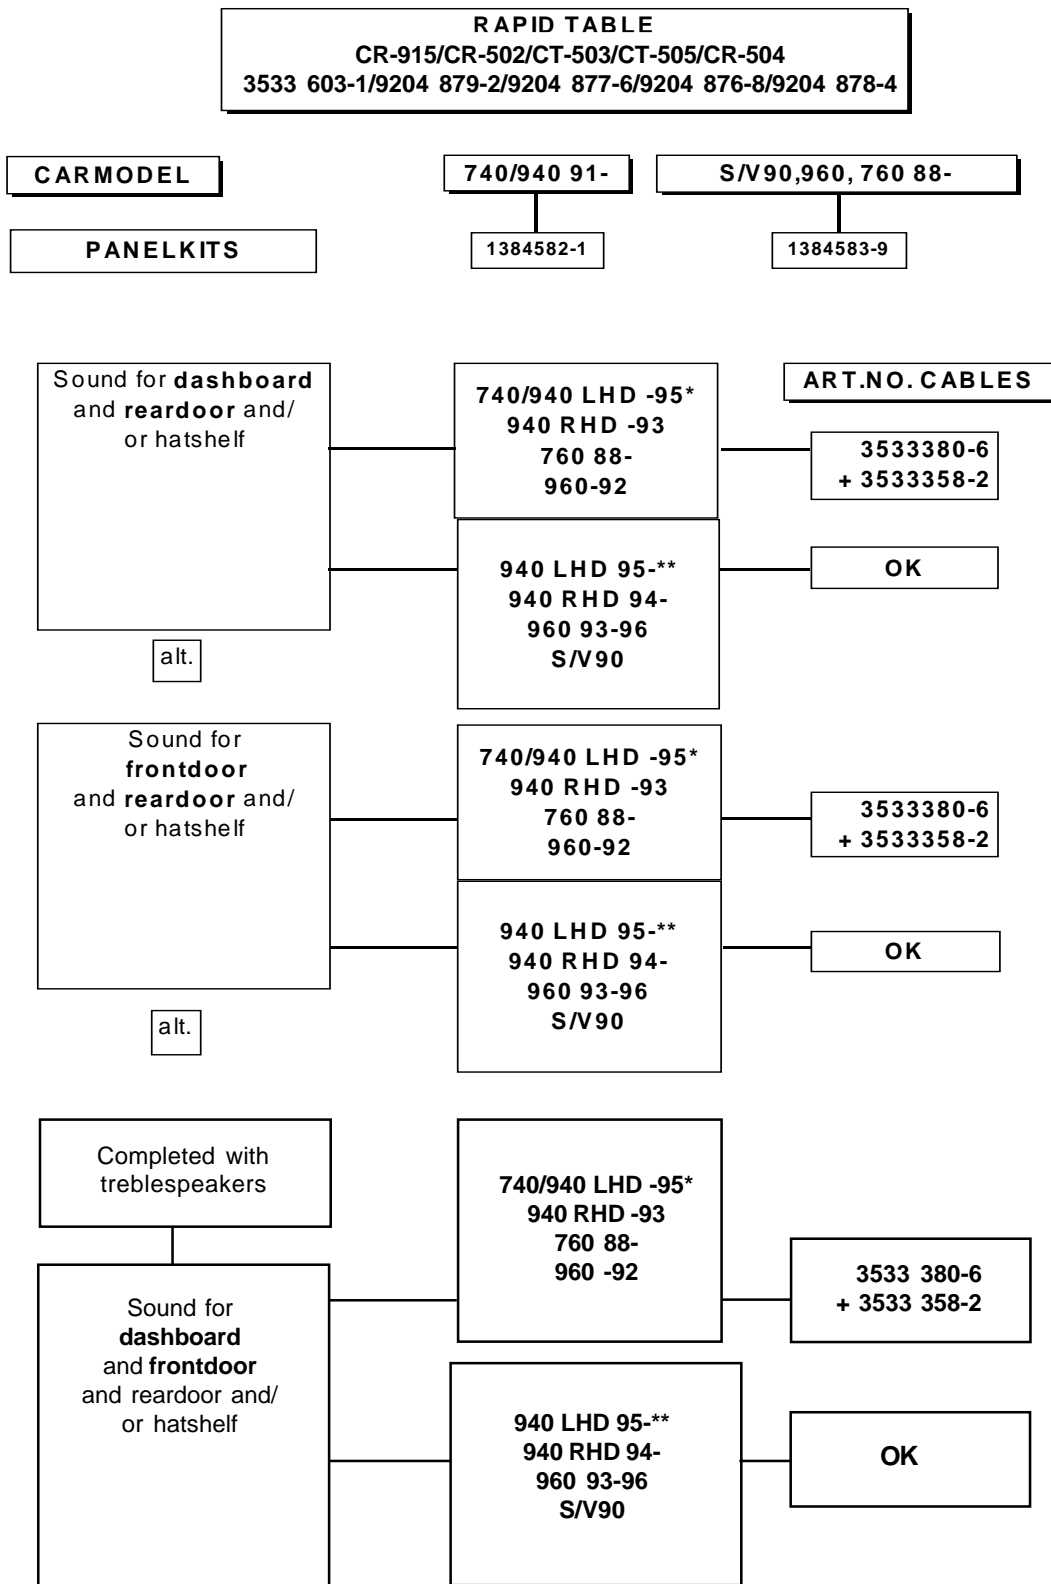 RAPID TABLE
CR-915/CR-502/CT-503/CT-505/CR-504
3533 603-1/9204 879-2/9204 877-6/9204 876-8/9204 878-4
CARMODEL
740/940 91-
S/V90,960, 760 88-
PANELKITS
1384582-1
1384583-9
Sound for dashboard
and reardoor and/
or hatshelf
740/940 LHD -95*
940 RHD -93
760 88-
960-92
ART.NO. CABLES
3533380-6
+ 3533358-2
940 LHD 95-**
940 RHD 94-
960 93-96
S/V90
OK
alt.
Sound for
frontdoor
and reardoor and/
or hatshelf
740/940 LHD -95*
940 RHD -93
760 88-
960-92
3533380-6
+ 3533358-2
940 LHD 95-**
940 RHD 94-
960 93-96
S/V90
OK
alt.
Completed with
treblespeakers
740/940 LHD -95*
940 RHD -93
760 88-
960 -92
3533 380-6
+ 3533 358-2
Sound for
dashboard
and frontdoor
and reardoor and/
or hatshelf
940 LHD 95-**
940 RHD 94-
960 93-96
S/V90
OK